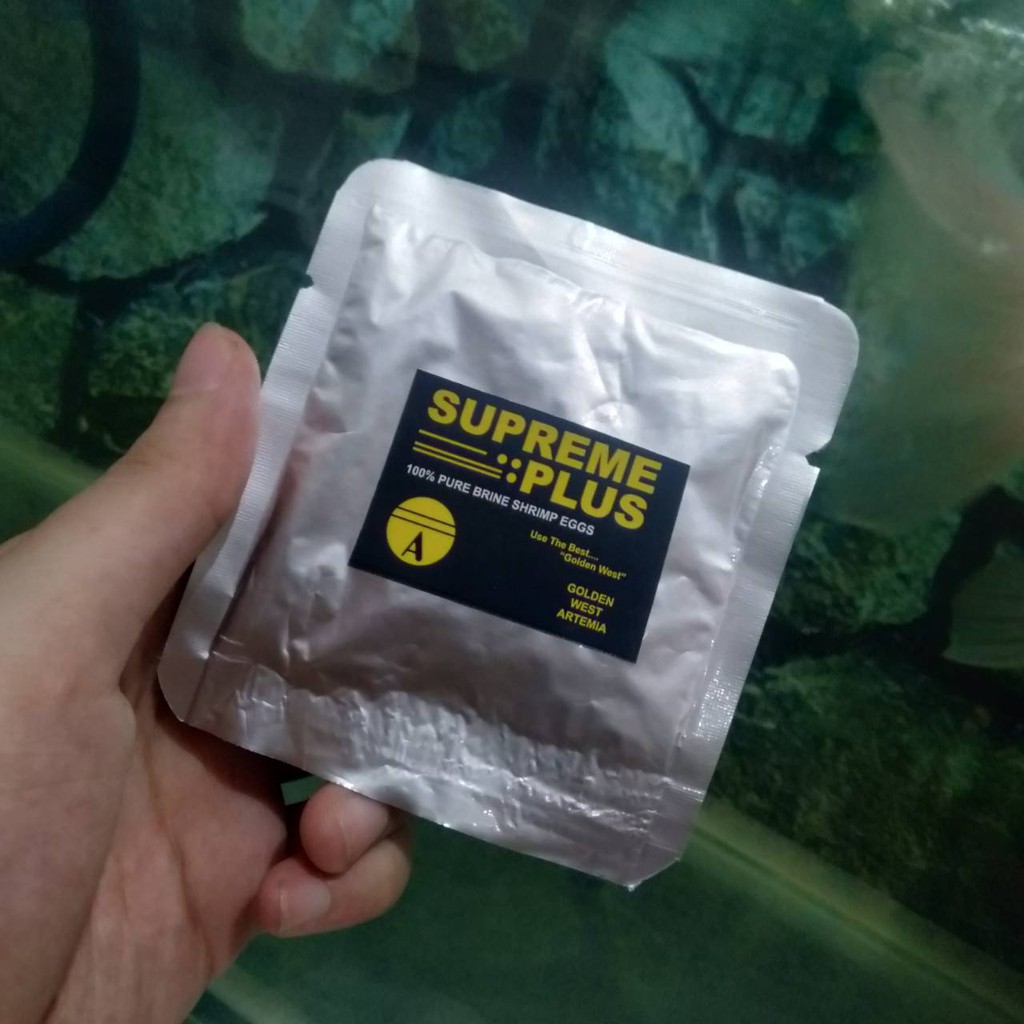 SUPREME
PLUS
100% PURE BRINE SHRIMP EGGS
Use The Best....
"Golden West"
A
GOLDEN
WEST
ARTEMIA